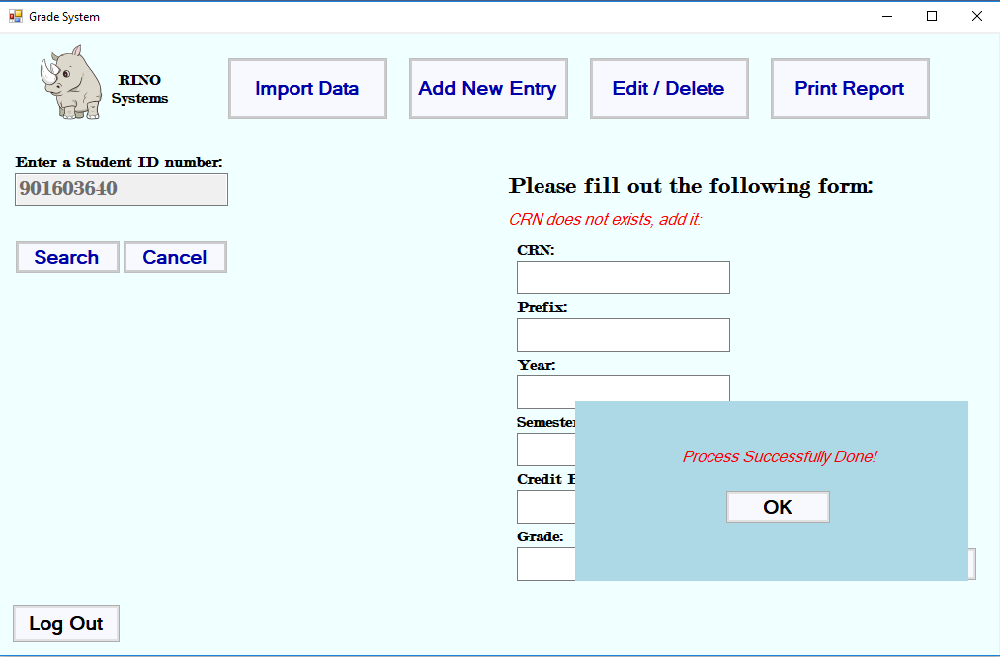 Grade System
RINO
Systems
Import Data
Add New Entry
Edit / Delete
Print Report
Enter a Student ID number:
901603640
Search
Cancel
Please fill out the following form:
CRN does not exists, add it:
CRN:
Prefix:
Year:
Semester
Credit
Grade:
Process Successfully Done!
OK
Log Out